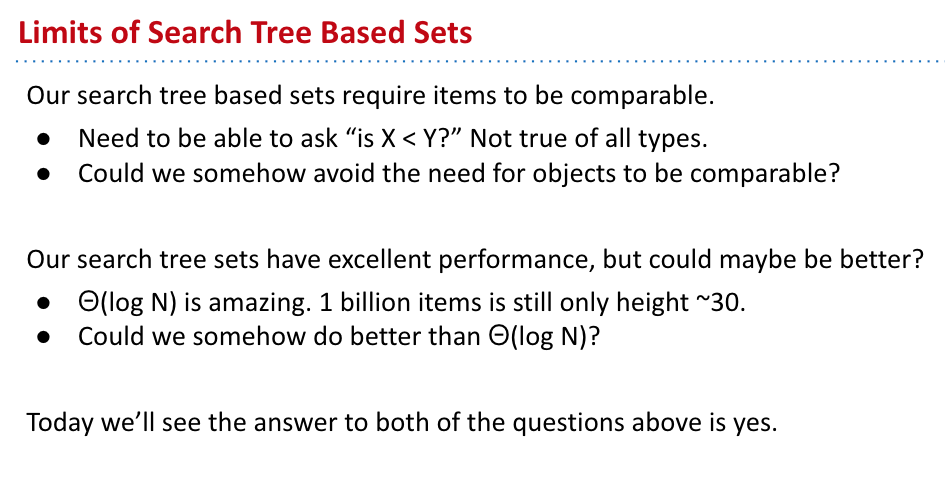 Limits of Search Tree Based Sets
Our search tree based sets require items to be comparable.
● Need to be able to ask “is X < Y?” Not true of all types.
● Could we somehow avoid the need for objects to be comparable?
Our search tree sets have excellent performance, but could maybe be better?
● Θ(log N) is amazing. 1 billion items is still only height ~30.
● Could we somehow do better than Θ(log N)?
Today we’ll see the answer to both of the questions above is yes.